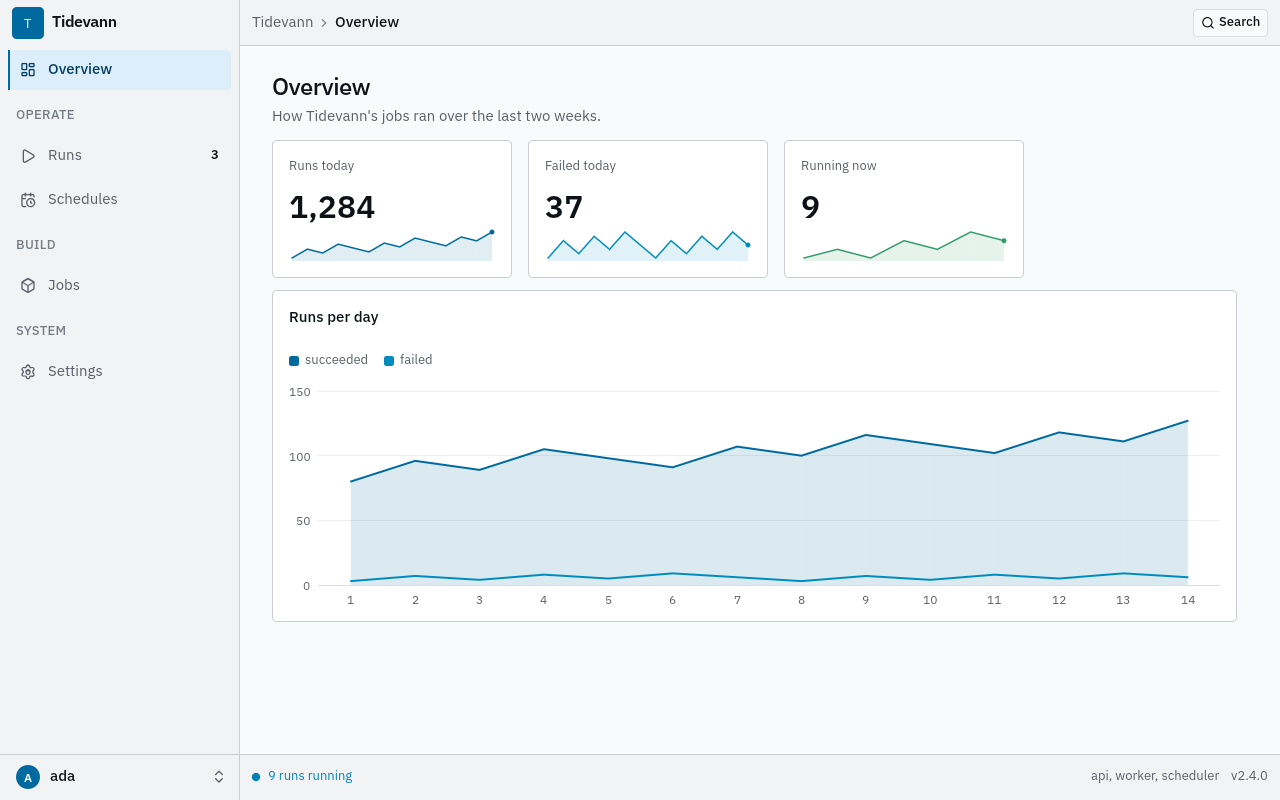 T Tidevann
Overview
OPERATE
Runs 3
Schedules
BUILD
Jobs
SYSTEM
Settings
A ada
Tidevann › Overview
Search
Overview
How Tidevann's jobs ran over the last two weeks.
Runs today
1,284
Failed today
37
Running now
9
Runs per day
succeeded failed
150
100
50
0
1 2 3 4 5 6 7 8 9 10 11 12 13 14
9 runs running
api, worker, scheduler v2.4.0